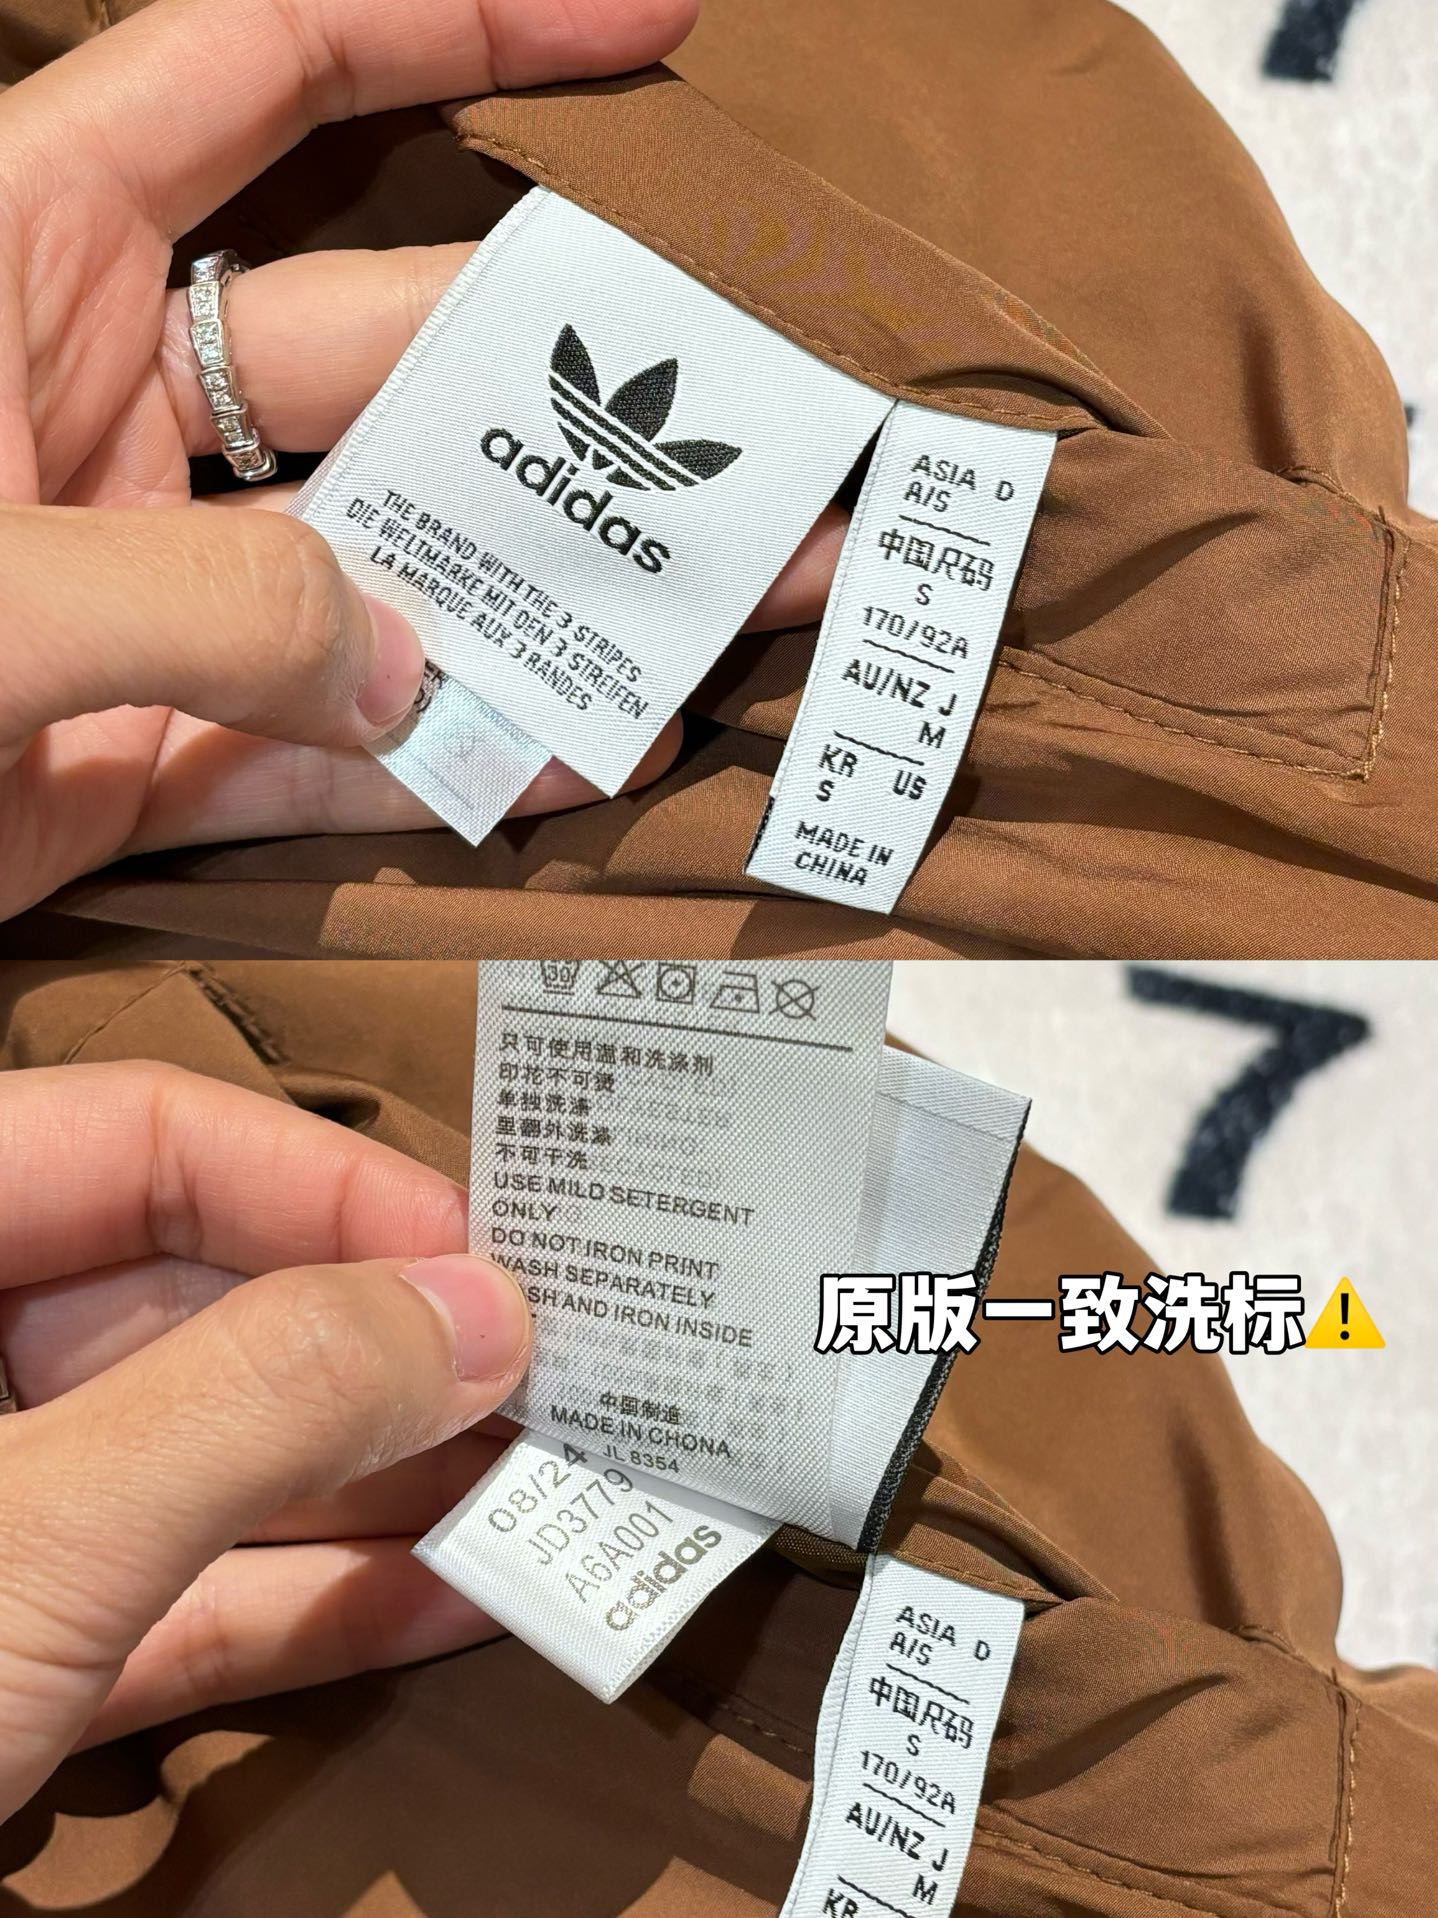 7
adidas
THE BRAND WITH THE 3 STRIPES
DIE WELTMARKE MIT DEN 3 STREIFEN
LA MARQUE AUX 3 BANDES
ASIA D
A/S
中国尺码
S
170/92A
AU/NZ J
M
KR US
S
MADE IN
CHINA
30
只可使用温和洗涤剂
印花不可烫
单独洗涤
里翻外洗涤
不可干洗
USE MILD SETERGENT
ONLY
DO NOT IRON PRINT
WASH SEPARATELY
SH AND IRON INSIDE
中国制造
MADE IN CHONA
JL 8354
08/24
JD3779
A6A001
adidas
7
原版一致洗标⚠️
ASIA D
A/S
中国尺码
S
170/92A
AU/NZ J
M
KR